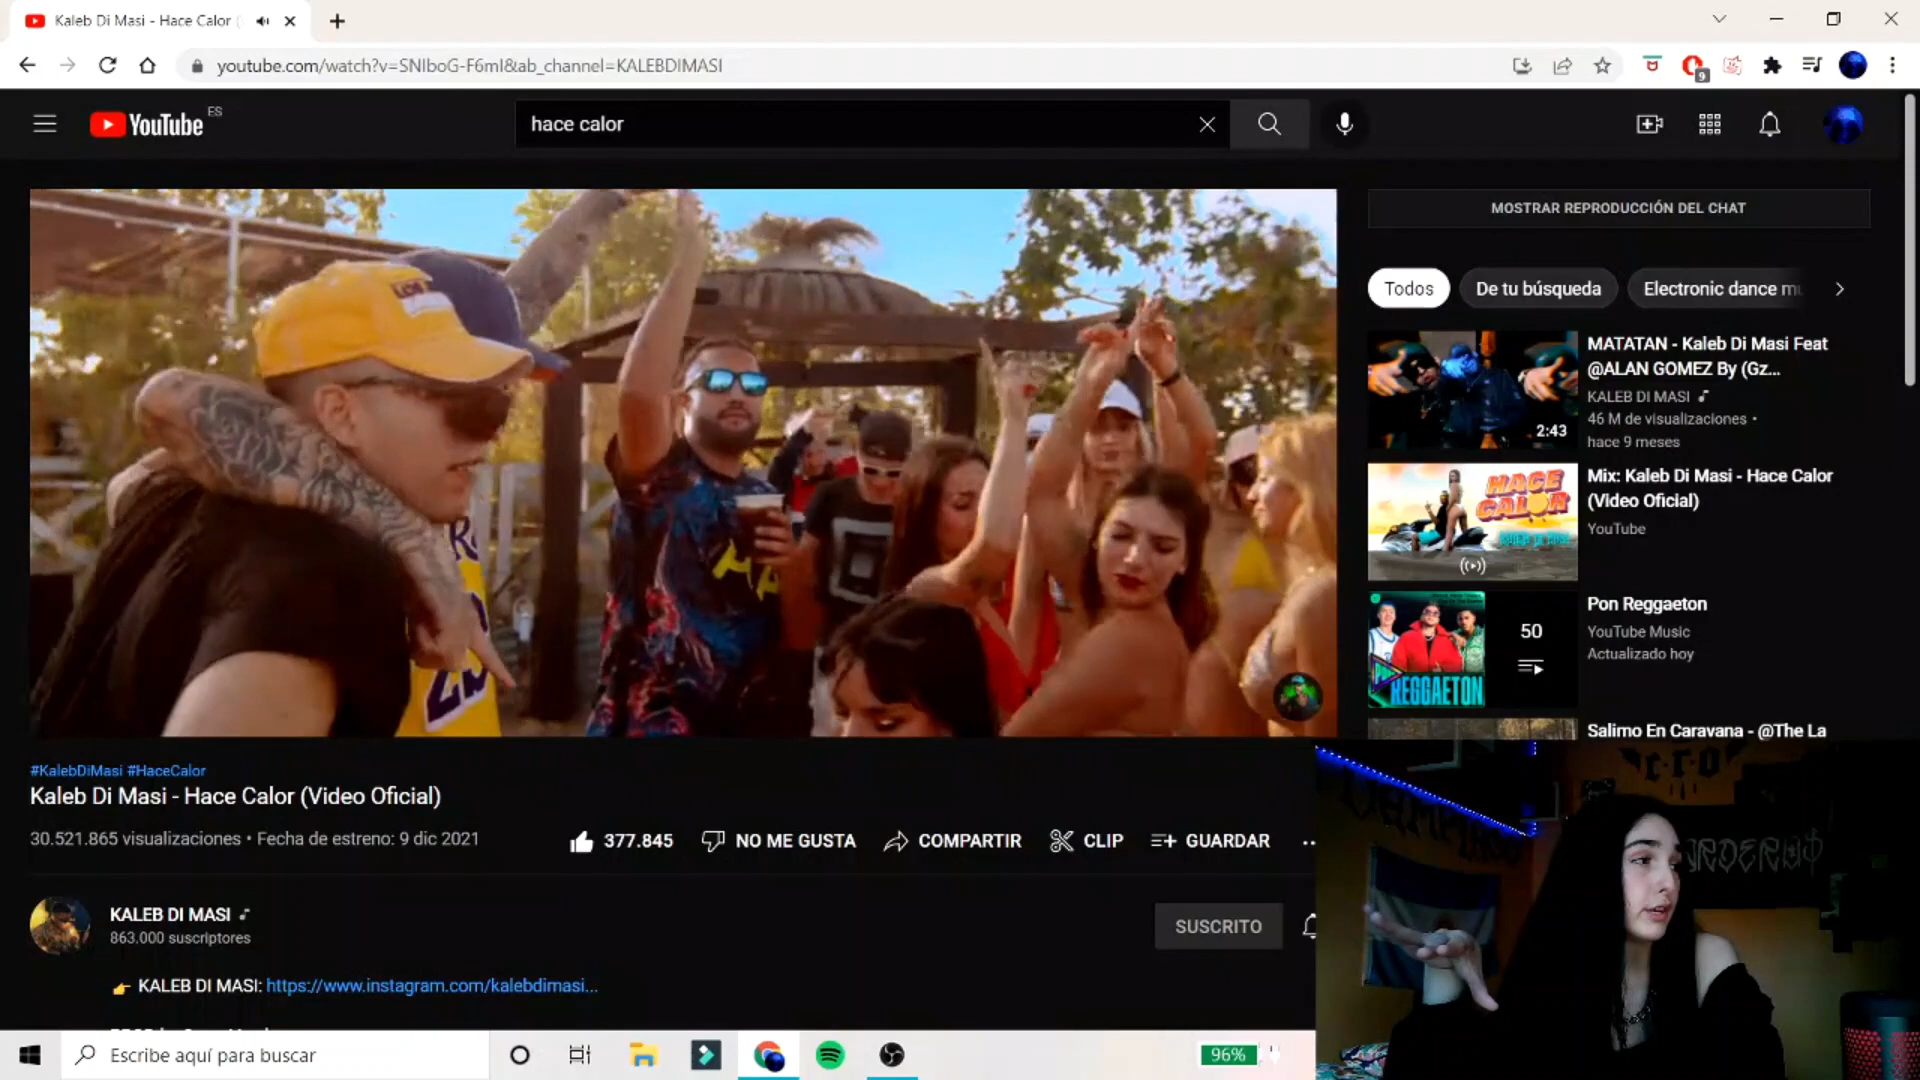 Kaleb Di Masi - Hace Calor (
youtube.com/watch?v=SNIboG-F6mI&ab_channel=KALEBDIMASI
9
YouTube ES
hace calor
MOSTRAR REPRODUCCIÓN DEL CHAT
Todos
De tu búsqueda
Electronic dance mu
MATATAN - Kaleb Di Masi Feat
@ALAN GOMEZ By (Gz...
KALEB DI MASI
46 M de visualizaciones •
hace 9 meses
2:43
HACE
CALOR
Mix: Kaleb Di Masi - Hace Calor
(Video Oficial)
YouTube
REGGAETON
50
Pon Reggaeton
YouTube Music
Actualizado hoy
Salimo En Caravana - @The La
#KalebDiMasi #HaceCalor
Kaleb Di Masi - Hace Calor (Video Oficial)
30.521.865 visualizaciones • Fecha de estreno: 9 dic 2021
377.845
NO ME GUSTA
COMPARTIR
CLIP
GUARDAR
KALEB DI MASI
863.000 suscriptores
SUSCRITO
KALEB DI MASI: https://www.instagram.com/kalebdimasi...
c·r·o
Escribe aquí para buscar
96%